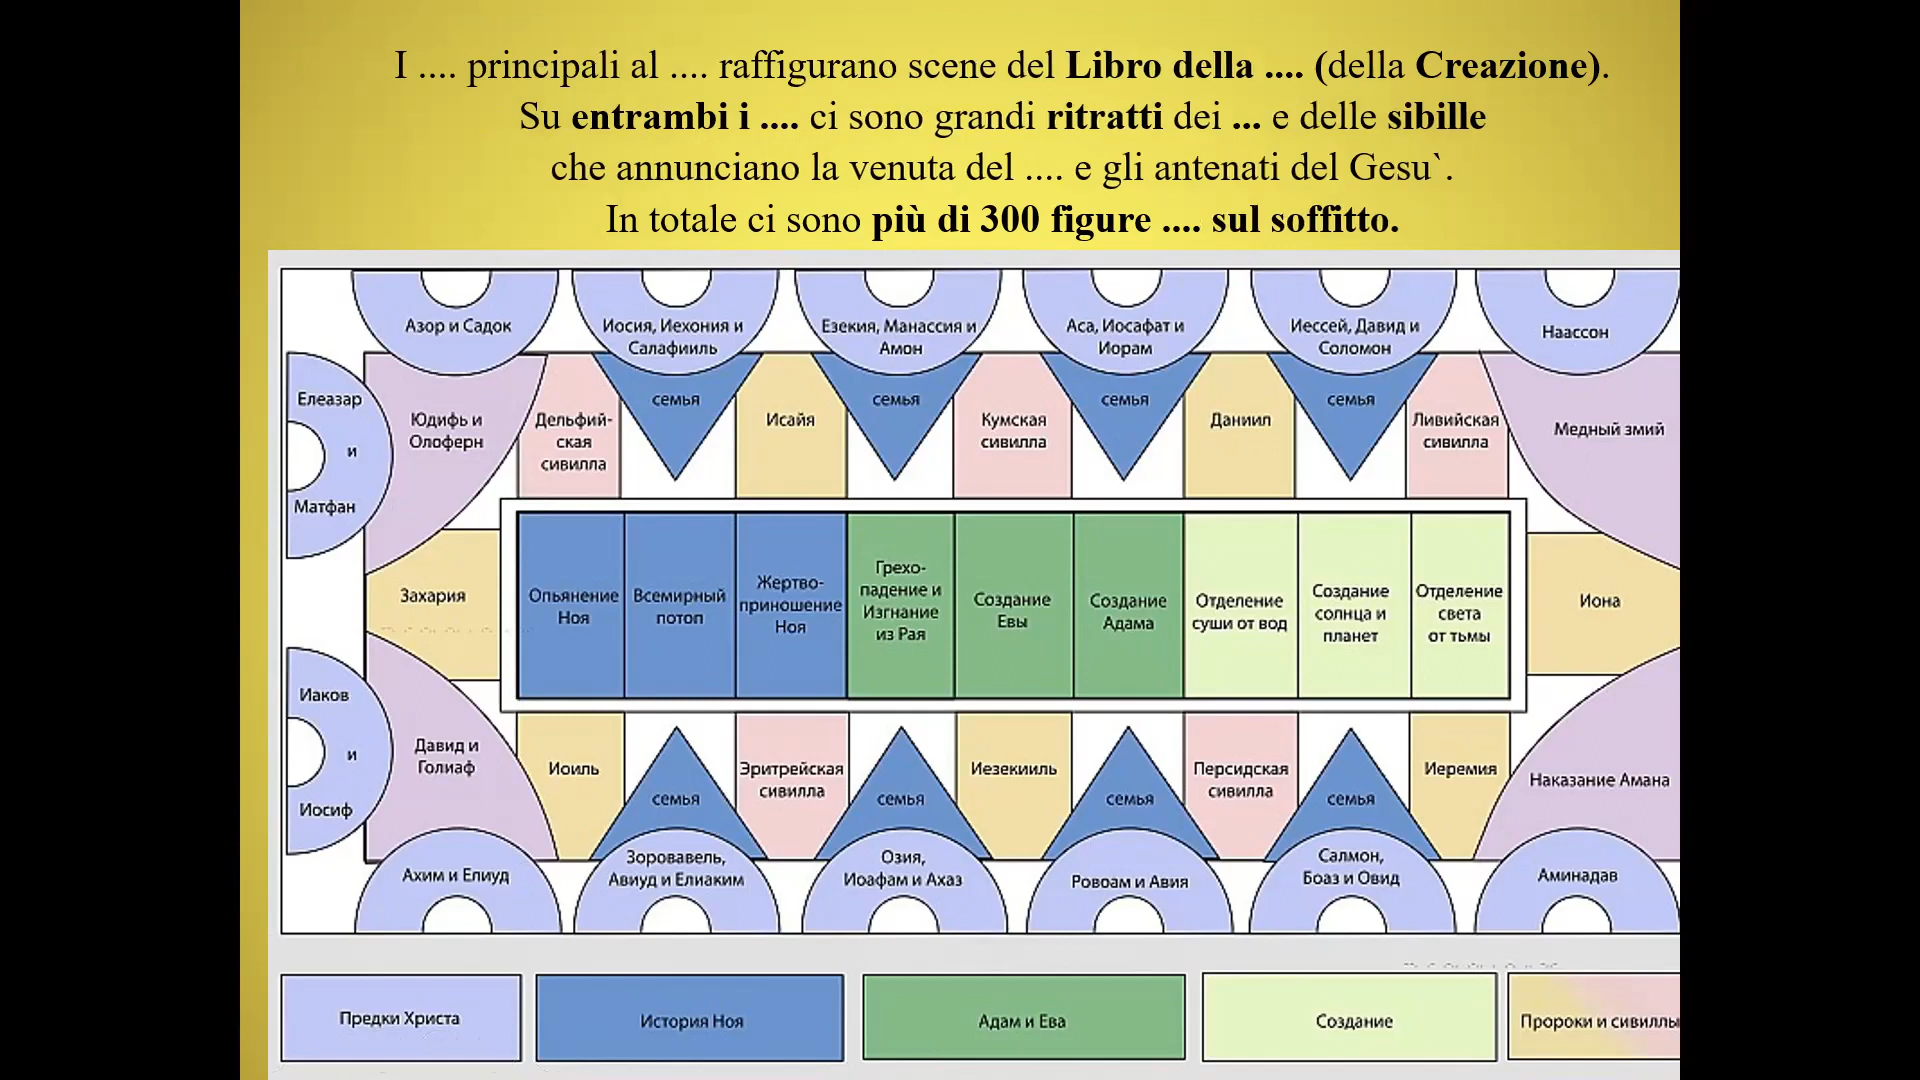 I .... principali al .... raffigurano scene del Libro della .... (della Creazione).
Su entrambi i .... ci sono grandi ritratti dei ... e delle sibille
che annunciano la venuta del .... e gli antenati del Gesu`.
In totale ci sono più di 300 figure .... sul soffitto.
Азор и Садок
Иосия, Иехония и
Салафииль
Езекия, Манассия и
Амон
Аса, Иосафат и
Иорам
Иессей, Давид и
Соломон
Наассон
Елеазар
и
Матфан
Юдифь и
Олоферн
Дельфий-
ская
сивилла
семья
Исайя
семья
Кумская
сивилла
семья
Даниил
семья
Ливийская
сивилла
Медный змий
Захария
Опьянение
Ноя
Всемирный
потоп
Жертво-
приношение
Ноя
Грехо-
падение и
Изгнание
из Рая
Создание
Евы
Создание
Адама
Отделение
суши от вод
Создание
солнца и
планет
Отделение
света
от тьмы
Иона
Иаков
и
Иосиф
Давид и
Голиаф
Иоиль
семья
Эритрейская
сивилла
семья
Иезекииль
семья
Персидская
сивилла
семья
Иеремия
Наказание Амана
Ахим и Елиуд
Зоровавель,
Авиуд и Елиаким
Озия,
Иоафам и Ахаз
Ровоам и Авия
Салмон,
Боаз и Овид
Аминадав
Предки Христа
История Ноя
Адам и Ева
Создание
Пророки и сивиллы